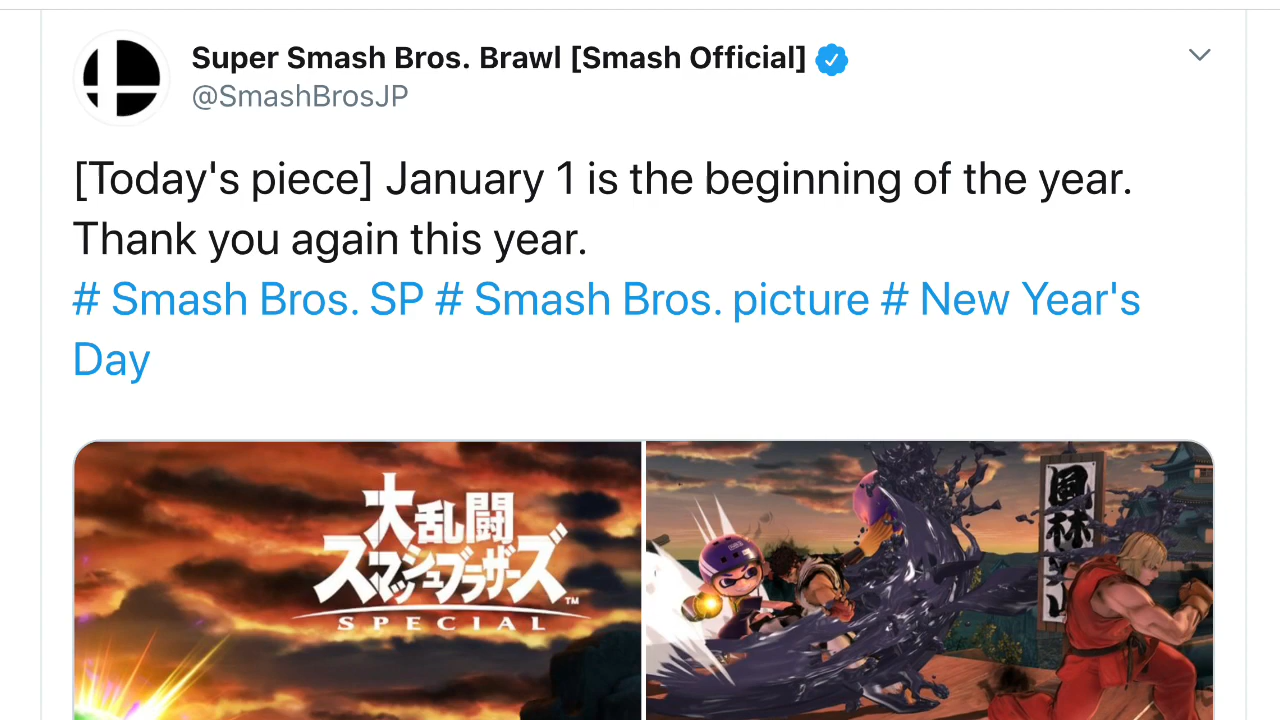 Super Smash Bros. Brawl [Smash Official]
@SmashBrosJP
[Today's piece] January 1 is the beginning of the year.
Thank you again this year.
# Smash Bros. SP # Smash Bros. picture # New Year's
Day
大乱闘
スマッシュブラザーズ
TM
SPECIAL
風
林
山